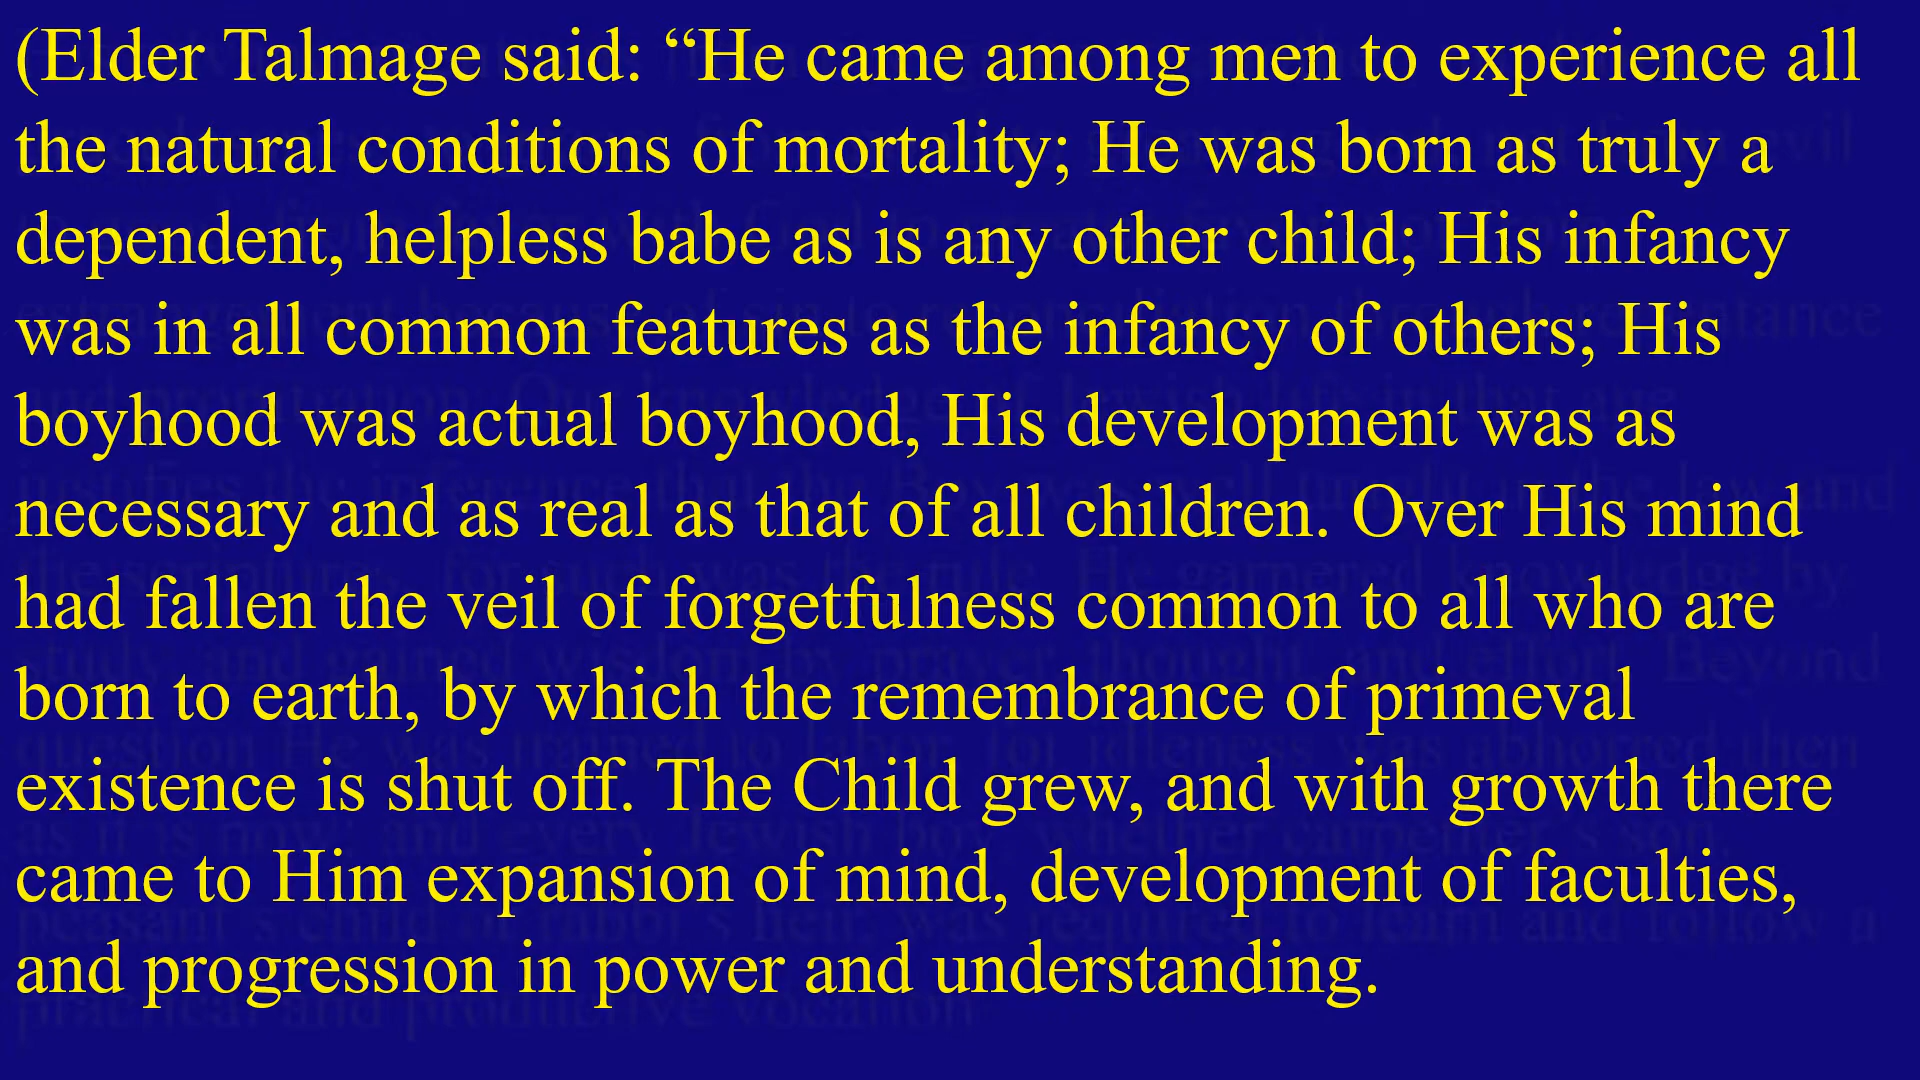 (Elder Talmage said: “He came among men to experience all
the natural conditions of mortality; He was born as truly a
dependent, helpless babe as is any other child; His infancy
was in all common features as the infancy of others; His
boyhood was actual boyhood, His development was as
necessary and as real as that of all children. Over His mind
had fallen the veil of forgetfulness common to all who are
born to earth, by which the remembrance of primeval
existence is shut off. The Child grew, and with growth there
came to Him expansion of mind, development of faculties,
and progression in power and understanding.